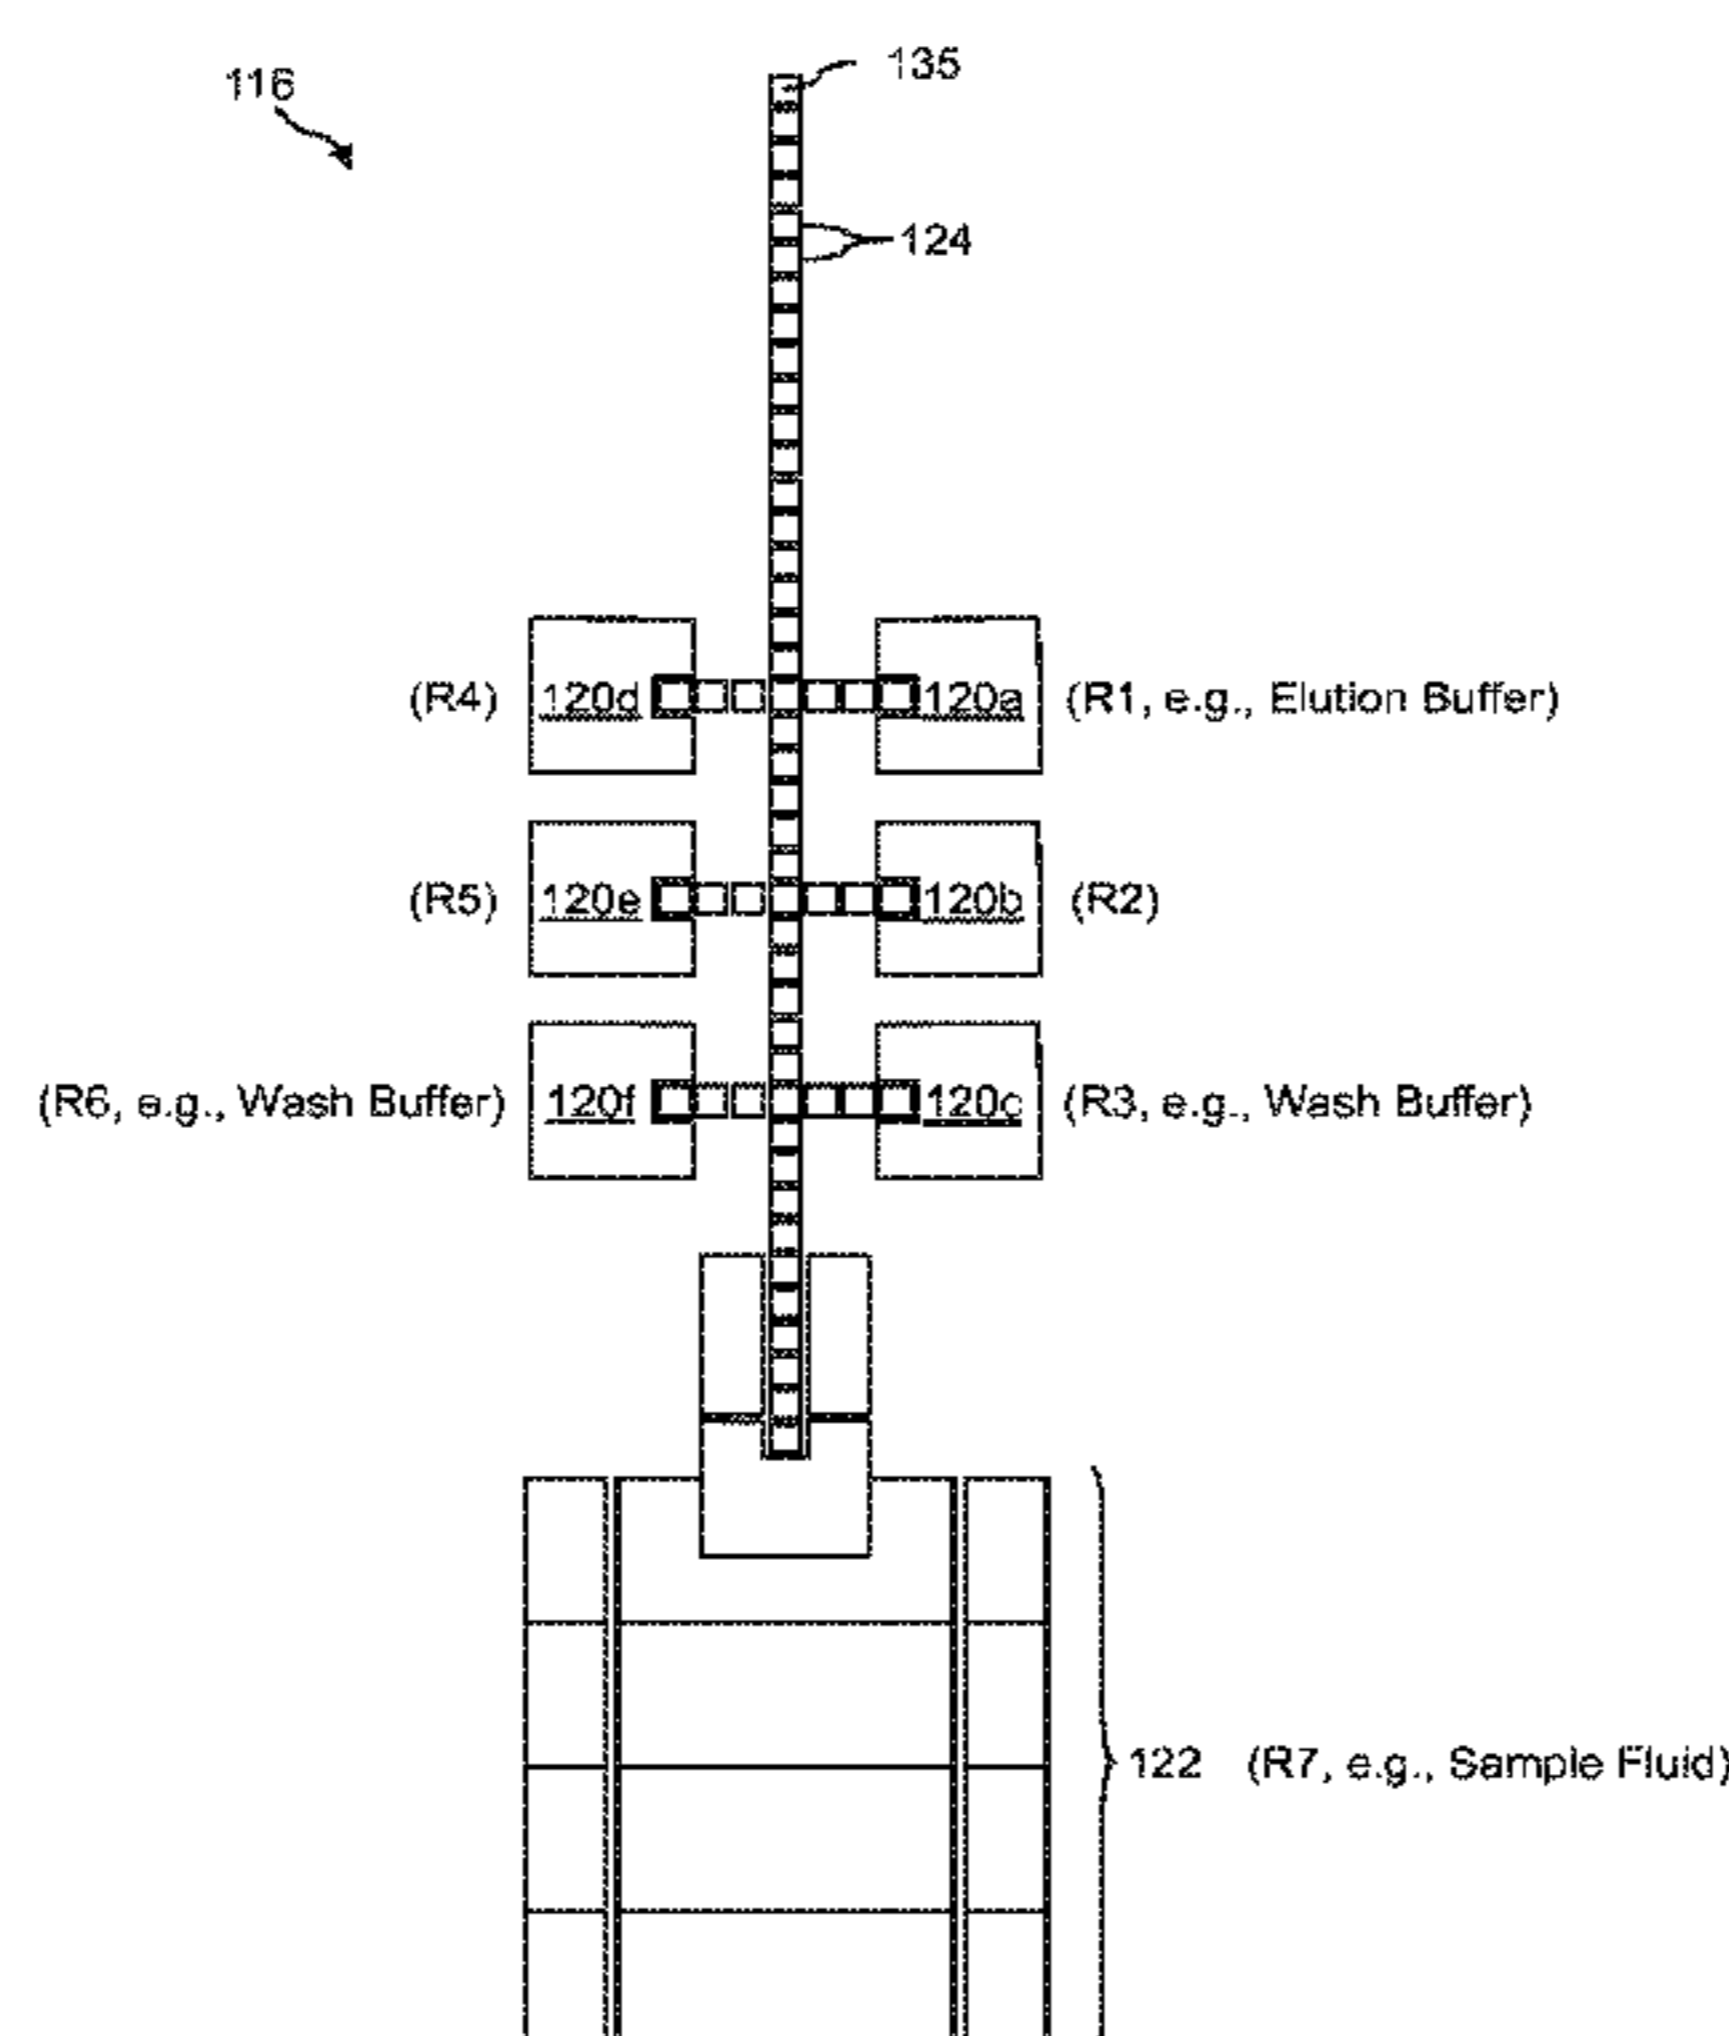 135
116
124
(R4) 120d 120a (R1, e.g., Elution Buffer)
(R5) 120e 120b (R2)
(R6, e.g., Wash Buffer) 120f 120c (R3, e.g., Wash Buffer)
122 (R7, e.g., Sample Fluid)